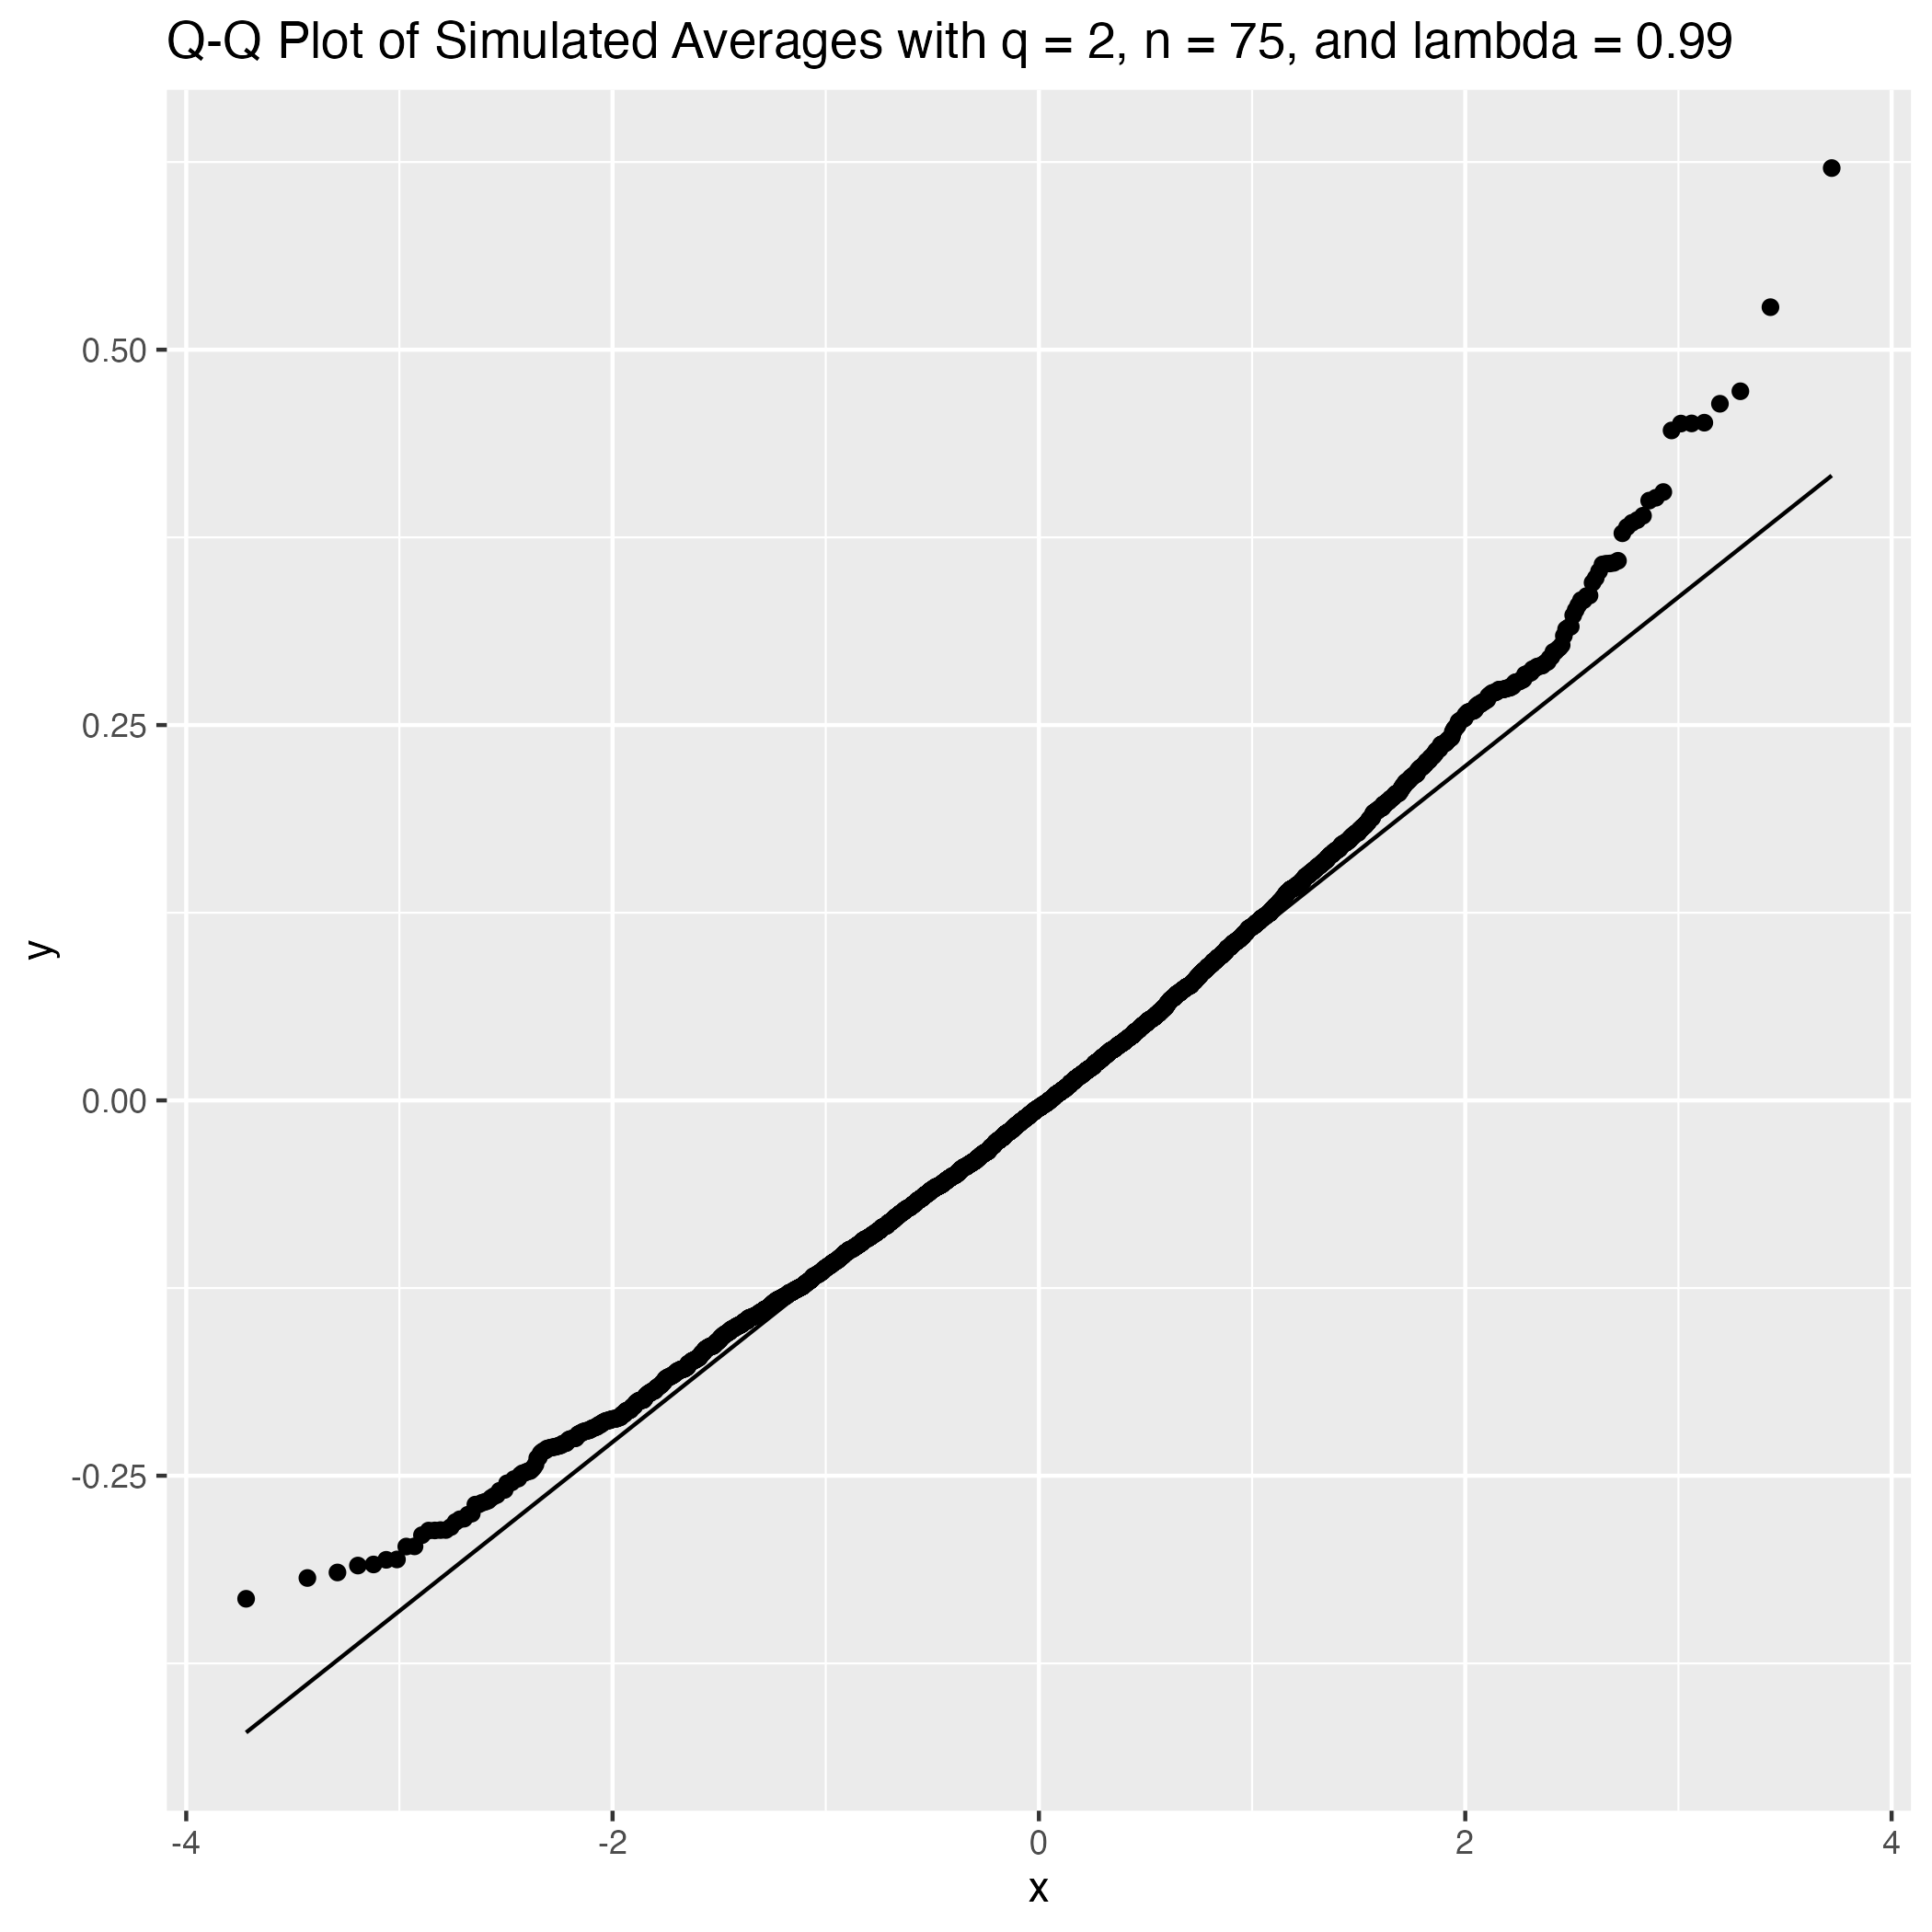 Q-Q Plot of Simulated Averages with q = 2, n = 75, and lambda = 0.99
0.50
0.25
0.00
-0.25
y
-4 -2 0 2 4
x